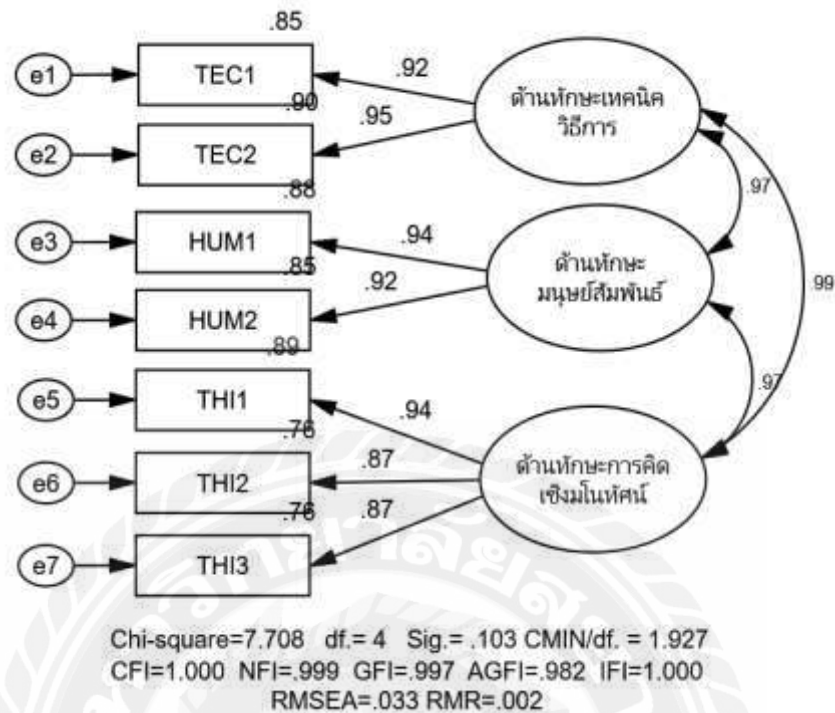 .85
e1 TEC1 .92
ด้านทักษะเทคนิค
วิธีการ
.90
e2 TEC2 .95
.97
.88
e3 HUM1 .94
ด้านทักษะ
มนุษย์สัมพันธ์
.99
.85
e4 HUM2 .92
.89
.97
e5 THI1 .94
ด้านทักษะการคิด
เชิงมโนทัศน์
.76
e6 THI2 .87
.76
e7 THI3 .87
Chi-square=7.708 df.= 4 Sig.= .103 CMIN/df. = 1.927
CFI=1.000 NFI=.999 GFI=.997 AGFI=.982 IFI=1.000
RMSEA=.033 RMR=.002